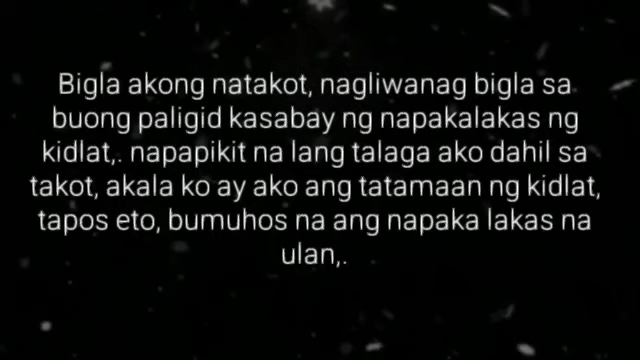 Bigla akong natakot, nagliwanag bigla sa
buong paligid kasabay ng napakalakas ng
kidlat,. napapikit na lang talaga ako dahil sa
takot, akala ko ay ako ang tatamaan ng kidlat,
tapos eto, bumuhos na ang napaka lakas na
ulan,.